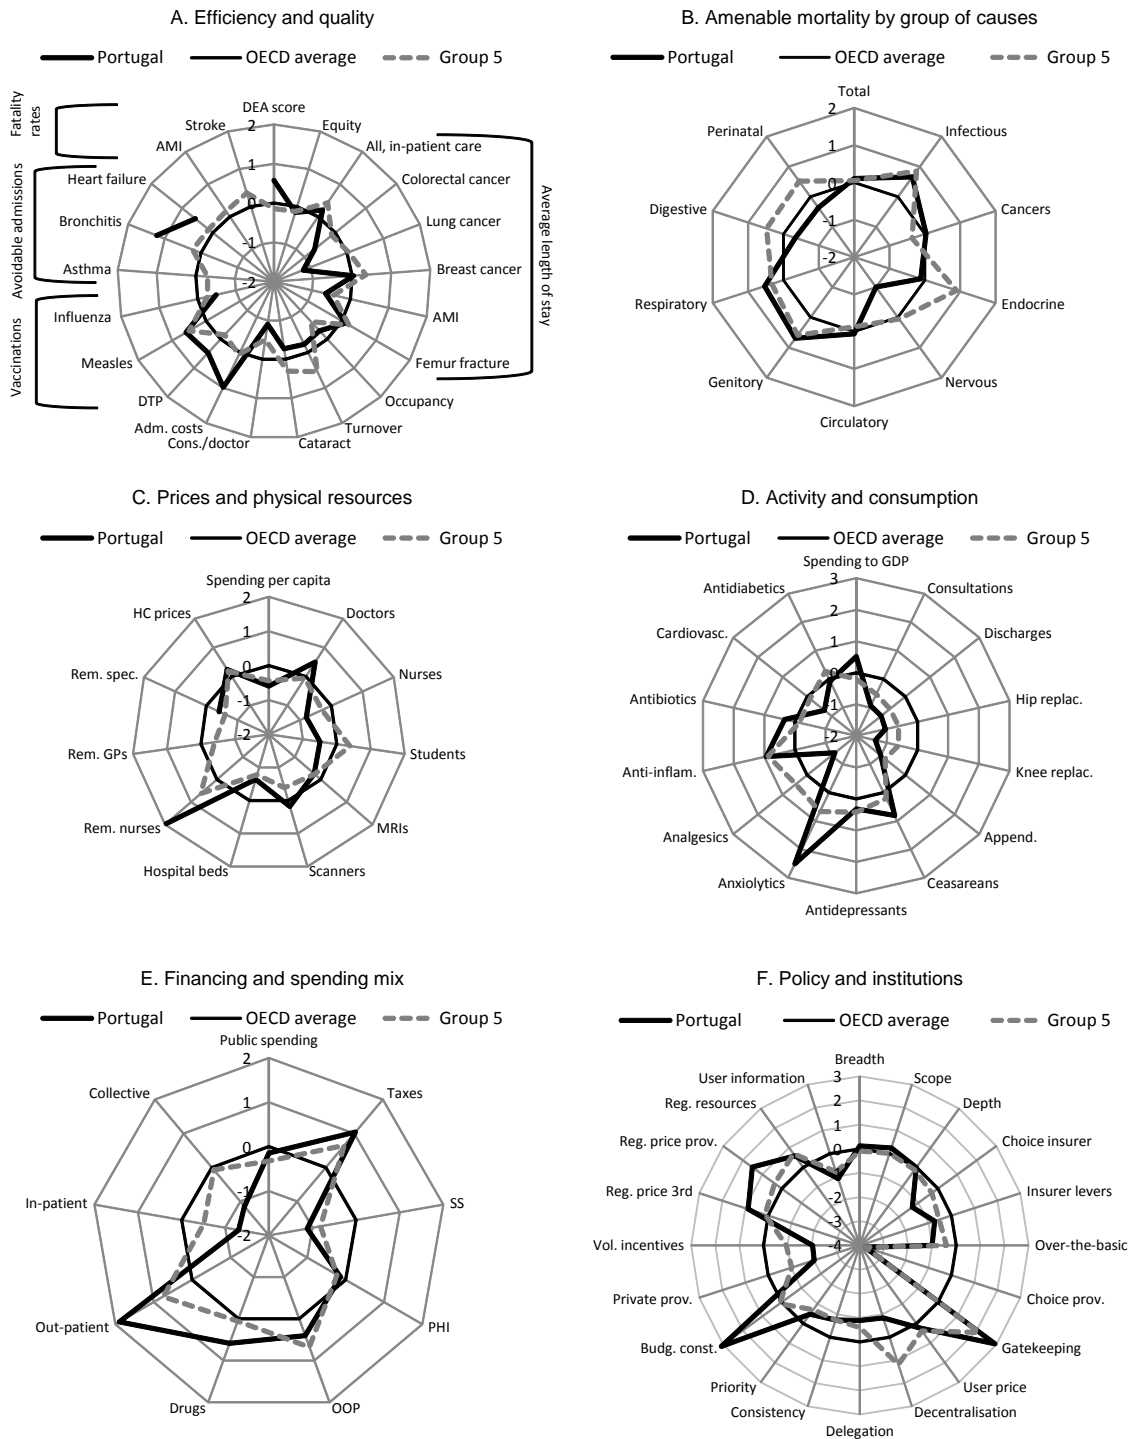 A. Efficiency and quality
Portugal
OECD average
Group 5
Fatality rates
Avoidable admissions
Vaccinations
Average length of stay
DEA score
Equity
All, in-patient care
Colorectal cancer
Lung cancer
Breast cancer
AMI
Femur fracture
Occupancy
Turnover
Cataract
Cons./doctor
Adm. costs
DTP
Measles
Influenza
Asthma
Bronchitis
Heart failure
AMI
Stroke
2
1
0
-1
-2
B. Amenable mortality by group of causes
Portugal
OECD average
Group 5
Total
Infectious
Cancers
Endocrine
Nervous
Circulatory
Genitory
Respiratory
Digestive
Perinatal
2
1
0
-1
-2
C. Prices and physical resources
Portugal
OECD average
Group 5
Spending per capita
Doctors
Nurses
Students
MRIs
Scanners
Hospital beds
Rem. nurses
Rem. GPs
Rem. spec.
HC prices
2
1
0
-1
-2
D. Activity and consumption
Portugal
OECD average
Group 5
Spending to GDP
Consultations
Discharges
Hip replac.
Knee replac.
Append.
Ceasareans
Antidepressants
Anxiolytics
Analgesics
Anti-inflam.
Antibiotics
Cardiovasc.
Antidiabetics
3
2
1
0
-1
-2
E. Financing and spending mix
Portugal
OECD average
Group 5
Public spending
Taxes
SS
PHI
OOP
Drugs
Out-patient
In-patient
Collective
2
1
0
-1
-2
F. Policy and institutions
Portugal
OECD average
Group 5
Breadth
Scope
Depth
Choice insurer
Insurer levers
Over-the-basic
Choice prov.
Gatekeeping
User price
Decentralisation
Delegation
Consistency
Priority
Budg. const.
Private prov.
Vol. incentives
Reg. price 3rd
Reg. price prov.
Reg. resources
User information
3
2
1
0
-1
-2
-3
-4